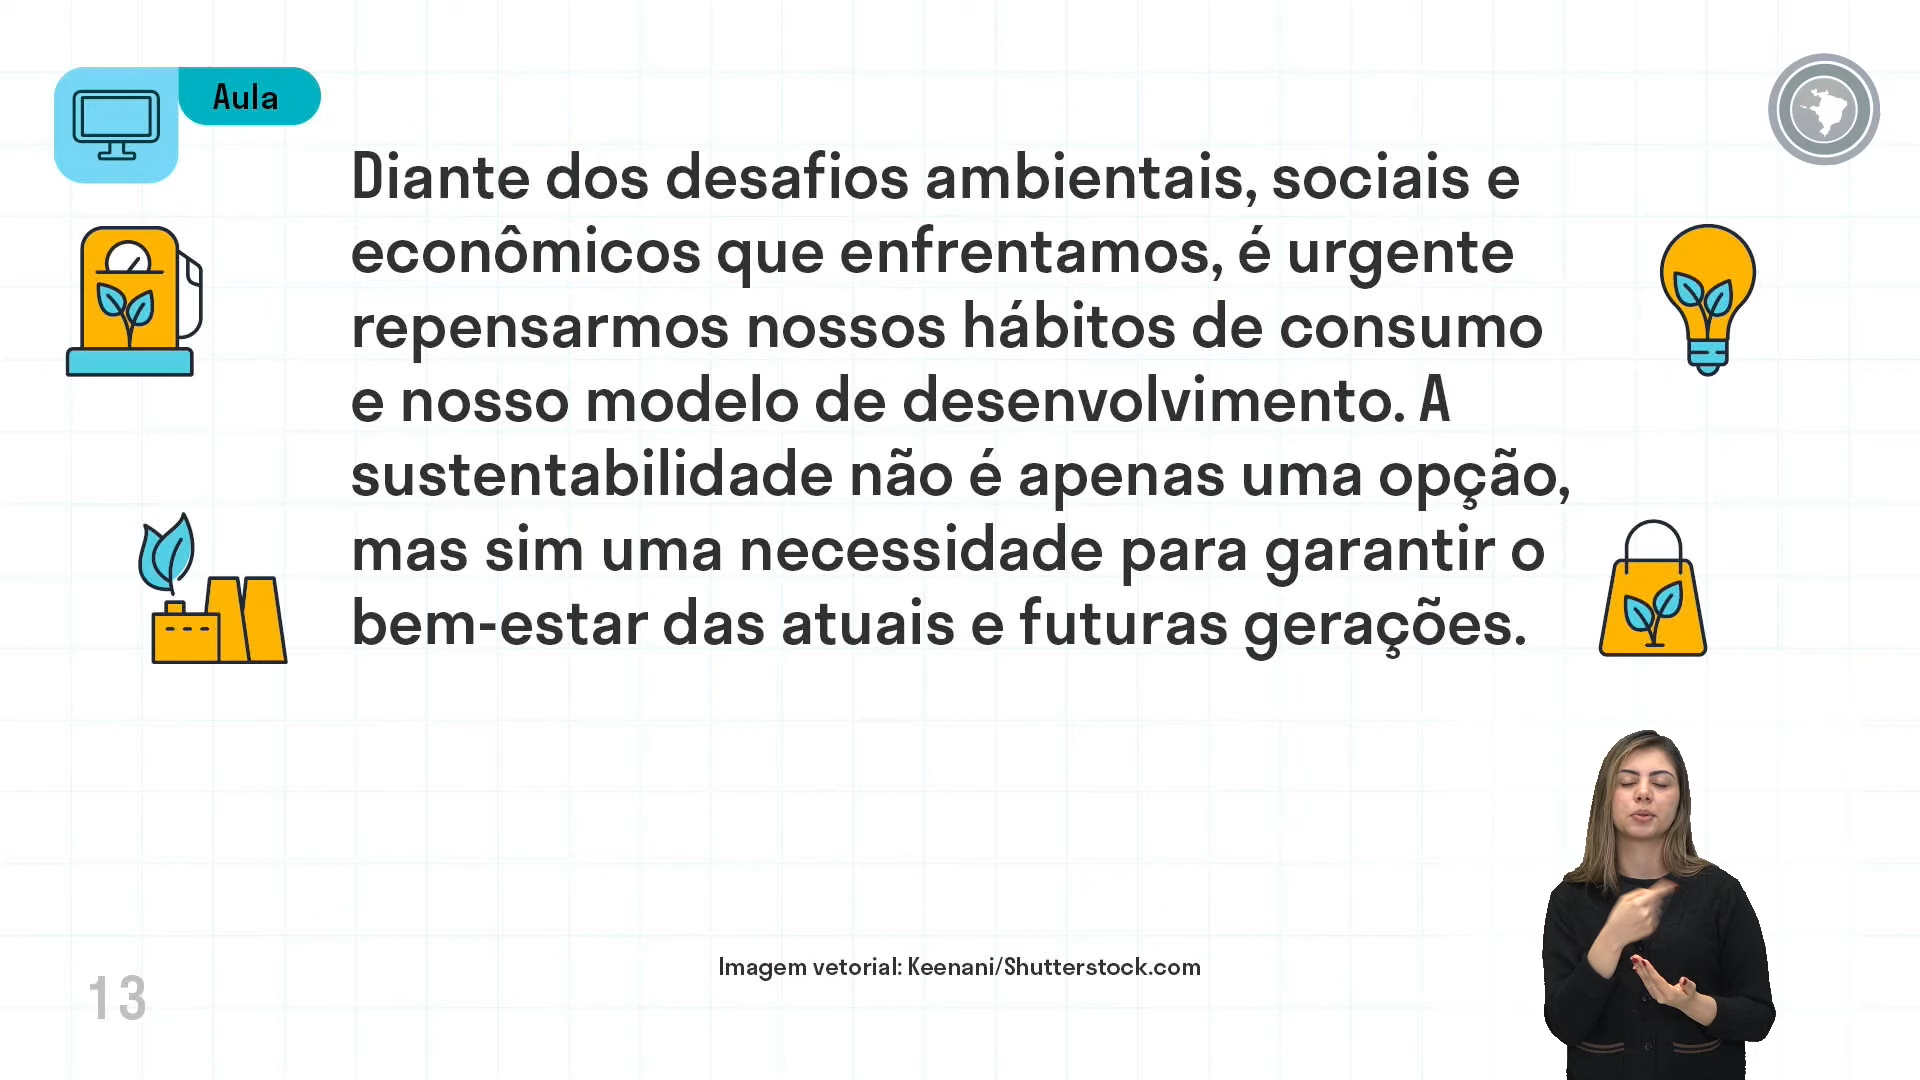 Aula
Diante dos desafios ambientais, sociais e
econômicos que enfrentamos, é urgente
repensarmos nossos hábitos de consumo
e nosso modelo de desenvolvimento. A
sustentabilidade não é apenas uma opção,
mas sim uma necessidade para garantir o
bem-estar das atuais e futuras gerações.
Imagem vetorial: Keenani/Shutterstock.com
13